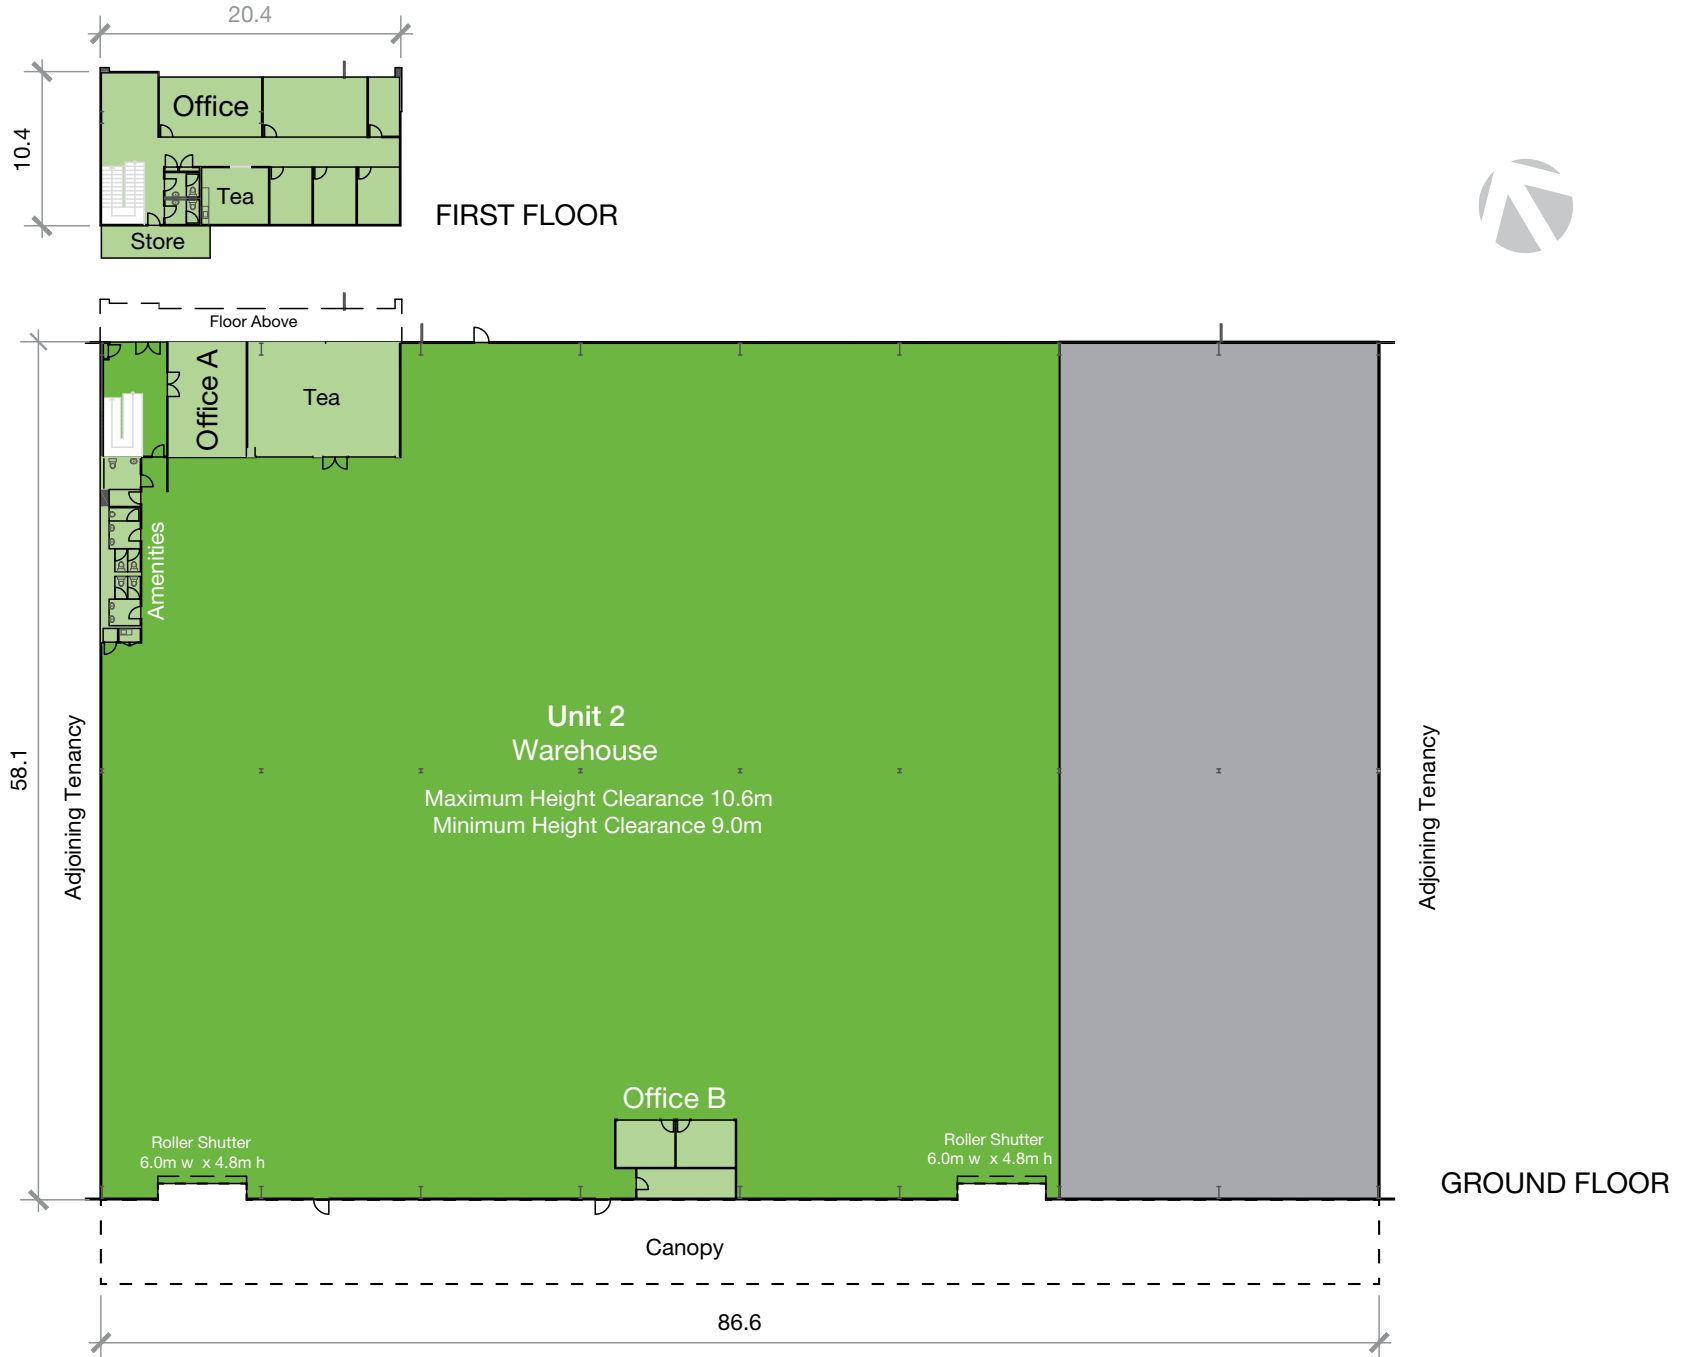 20.4
10.4
Office
Tea
Store
FIRST FLOOR
Floor Above
Office A
Tea
Amenities
58.1
Adjoining Tenancy
Unit 2
Warehouse
Maximum Height Clearance 10.6m
Minimum Height Clearance 9.0m
Adjoining Tenancy
Office B
Roller Shutter
6.0m w x 4.8m h
Roller Shutter
6.0m w x 4.8m h
GROUND FLOOR
Canopy
86.6